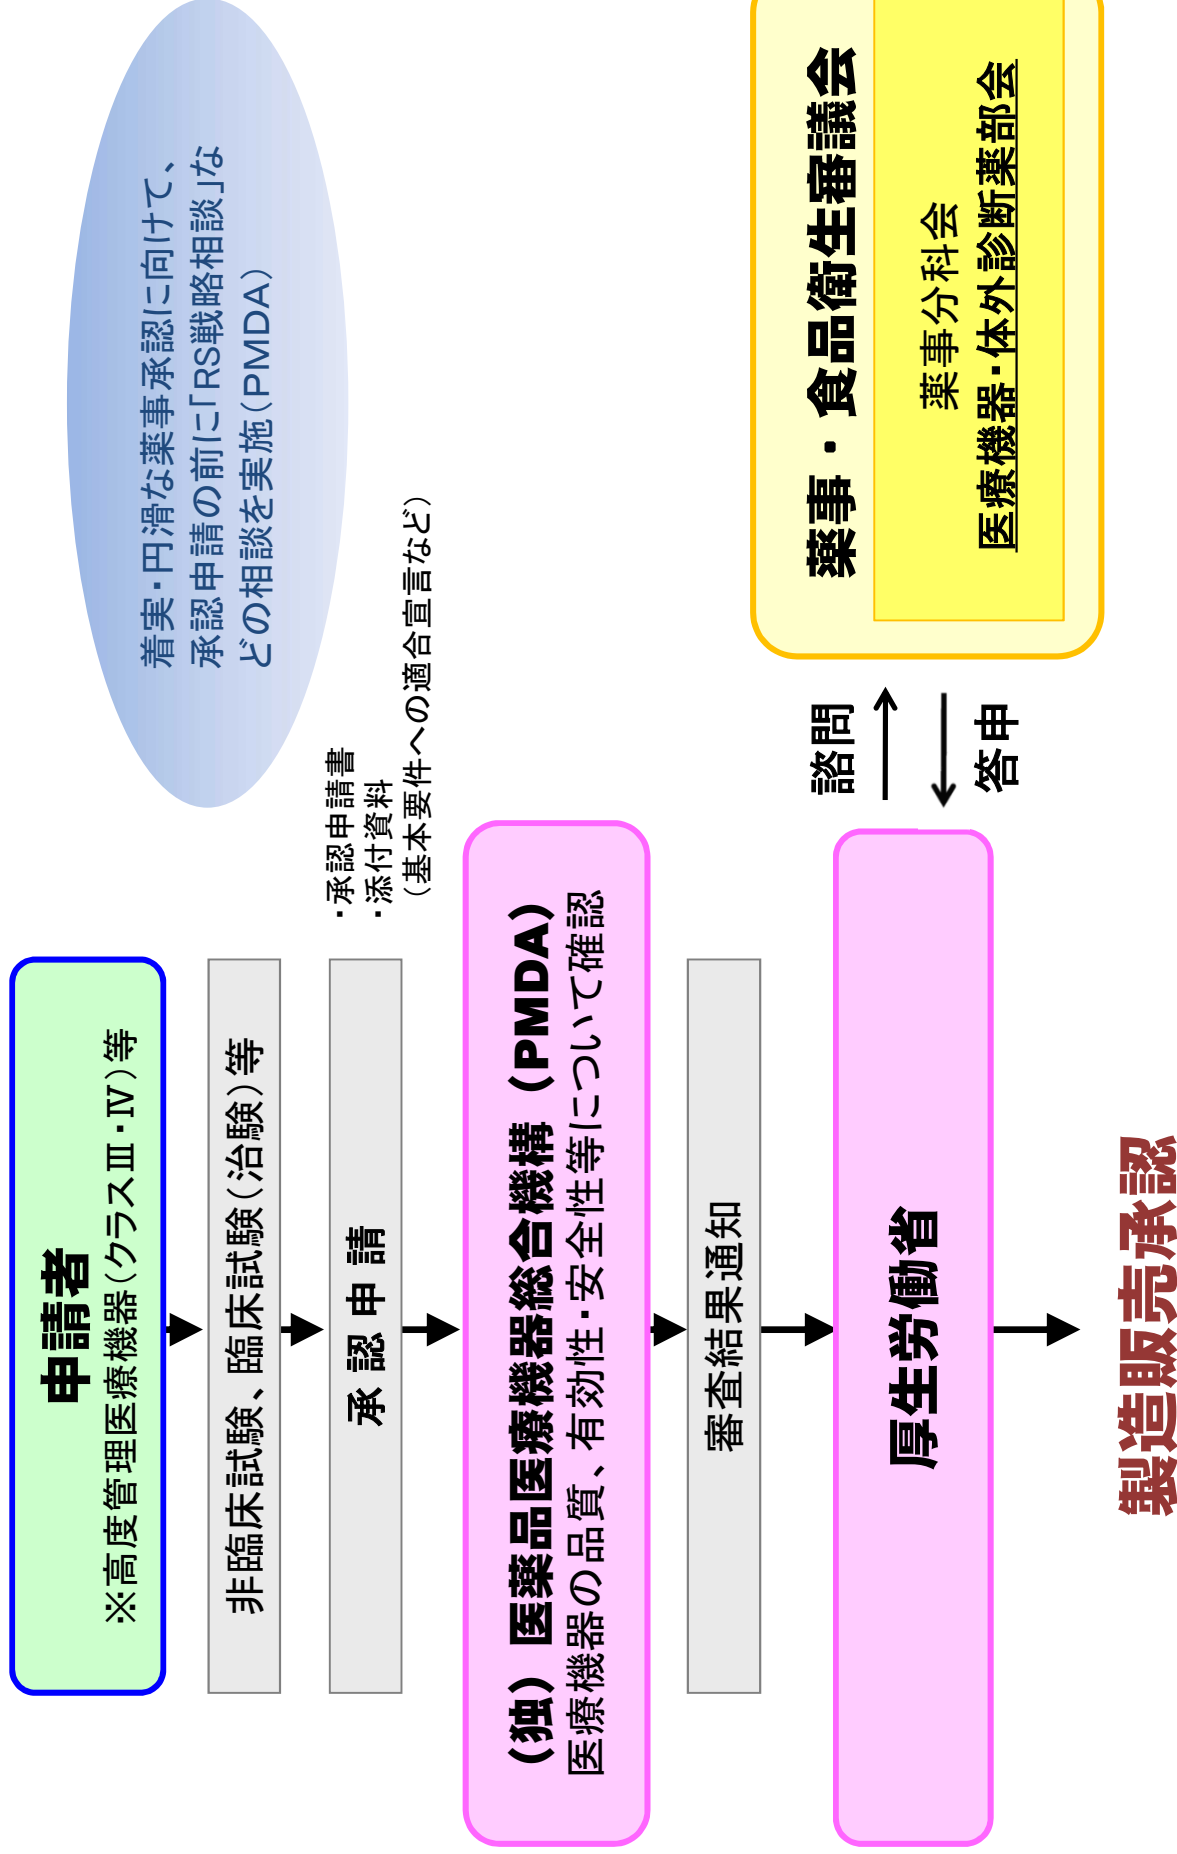 申請者
※高度管理医療機器(クラスⅢ・Ⅳ)等
非臨床試験、臨床試験(治験)等
承 認 申 請
・承認申請書
・添付資料
(基本要件への適合宣言など)
着実・円滑な薬事承認に向けて、
承認申請の前に「RS戦略相談」な
どの相談を実施(PMDA)
(独)医薬品医療機器総合機構(PMDA)
医療機器の品質、有効性・安全性等について確認
審査結果通知
厚生労働省
諮問
答申
薬事・食品衛生審議会
薬事分科会
医療機器・体外診断薬部会
製造販売承認